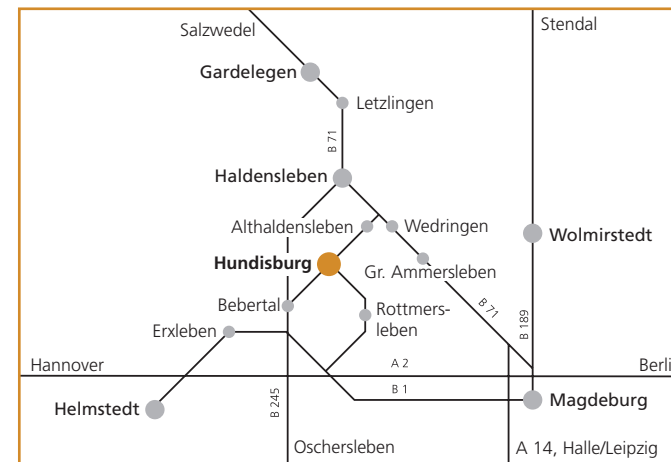 Salzwedel
Stendal
Gardelegen
Letzlingen
B 71
Haldensleben
Althaldensleben
Wedringen
Wolmirstedt
Hundisburg
Gr. Ammersleben
Bebertal
Rottmers-
leben
B 71
B 189
Erxleben
Hannover
A 2
Berli
B 1
B 245
Helmstedt
Magdeburg
Oschersleben
A 14, Halle/Leipzig